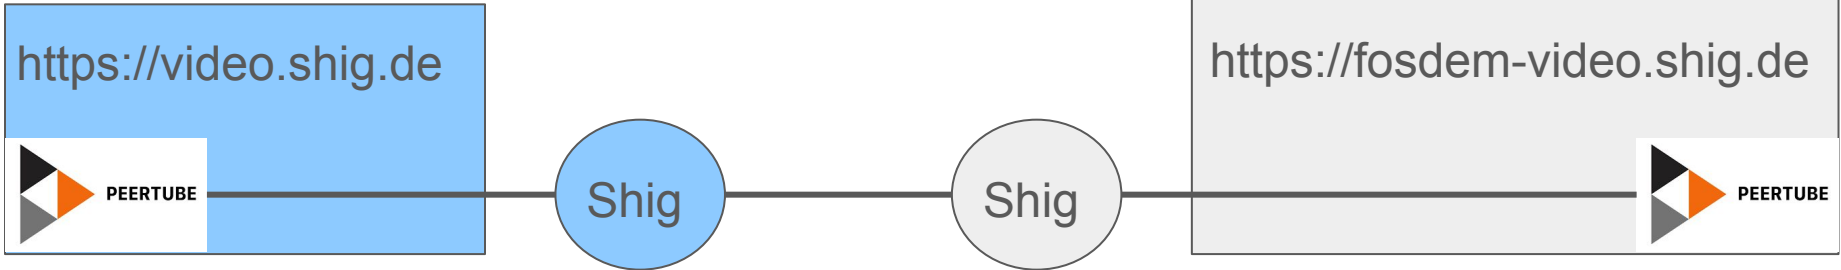 https://video.shig.de
https://fosdem-video.shig.de
PEERTUBE
Shig
Shig
PEERTUBE